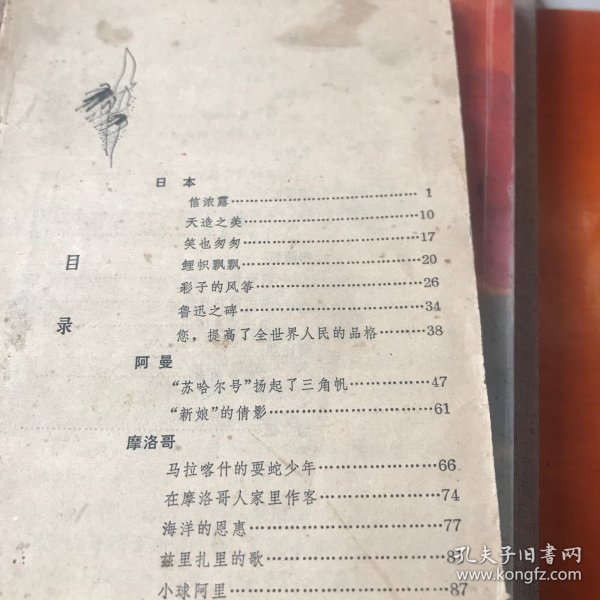 目录
日本
信浓露……………………………… 1
天造之美……………………………10
笑也匆匆……………………………17
鲤帜飘飘……………………………20
彩子的风筝…………………………26
鲁迅之碑……………………………34
您，提高了全世界人民的品格………38
阿曼
“苏哈尔号”扬起了三角帆…………47
“新娘”的倩影………………………61
摩洛哥
马拉喀什的耍蛇少年………………66
在摩洛哥人家里作客………………74
海洋的恩惠…………………………77
兹里扎里的歌………………………8
小球阿里……………………………87
孔夫子旧书网
www.kongfz.com